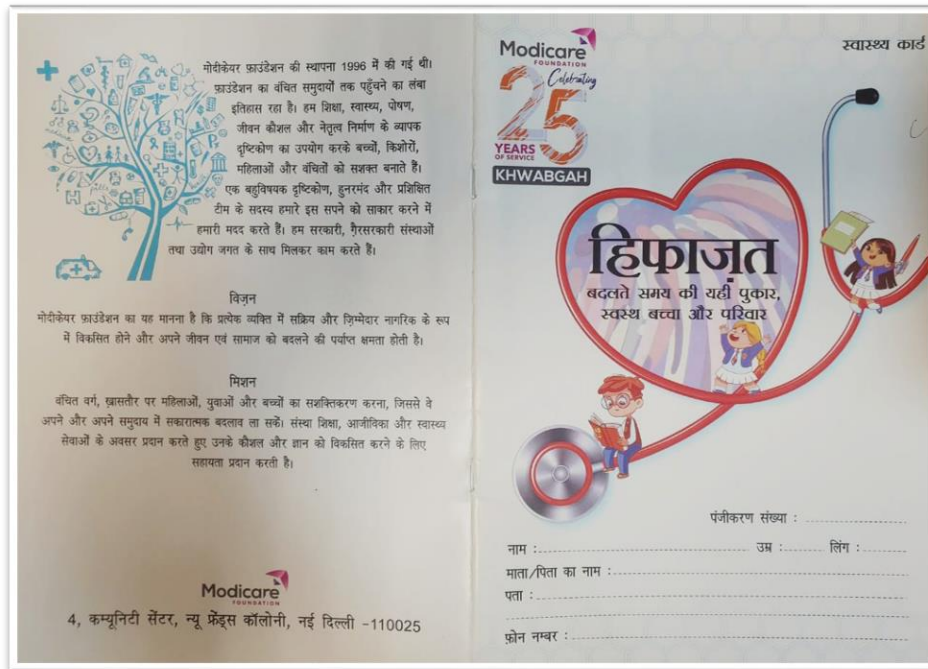 मोदीकेयर फ़ाउंडेशन की स्थापना 1996 में की गई थी।
फ़ाउंडेशन का वंचित समुदायों तक पहुँचने का लंबा
इतिहास रहा है। हम शिक्षा, स्वास्थ्य, पोषण,
जीवन कौशल और नेतृत्व निर्माण के व्यापक
दृष्टिकोण का उपयोग करके बच्चों, किशोरों,
महिलाओं और वंचितों को सशक्त बनाते हैं।
एक बहुविषयक दृष्टिकोण, हुनरमंद और प्रशिक्षित
टीम के सदस्य हमारे इस सपने को साकार करने में
हमारी मदद करते हैं। हम सरकारी, ग़ैरसरकारी संस्थाओं
तथा उद्योग जगत के साथ मिलकर काम करते हैं।
विज़न
मोदीकेयर फ़ाउंडेशन का यह मानना है कि प्रत्येक व्यक्ति में सक्रिय और ज़िम्मेदार नागरिक के रूप
में विकसित होने और अपने जीवन एवं सामाज को बदलने की पर्याप्त क्षमता होती है।
मिशन
वंचित वर्ग, ख़ासतौर पर महिलाओं, युवाओं और बच्चों का सशक्तिकरण करना, जिससे वे
अपने और अपने समुदाय में सकारात्मक बदलाव ला सकें। संस्था शिक्षा, आजीविका और स्वास्थ्य
सेवाओं के अवसर प्रदान करते हुए उनके कौशल और ज्ञान को विकसित करने के लिए
सहायता प्रदान करती है।
Modicare
FOUNDATION
4, कम्यूनिटी सेंटर, न्यू फ्रेंड्स कॉलोनी, नई दिल्ली -110025
Modicare
FOUNDATION
Celebrating
25
YEARS
OF SERVICE
KHWABGAH
स्वास्थ्य कार्ड
हिफाज़त
बदलते समय की यही पुकार,
स्वस्थ बच्चा और परिवार
पंजीकरण संख्या :
नाम : उम्र : लिंग :
माता/पिता का नाम :
पता :
फ़ोन नम्बर :